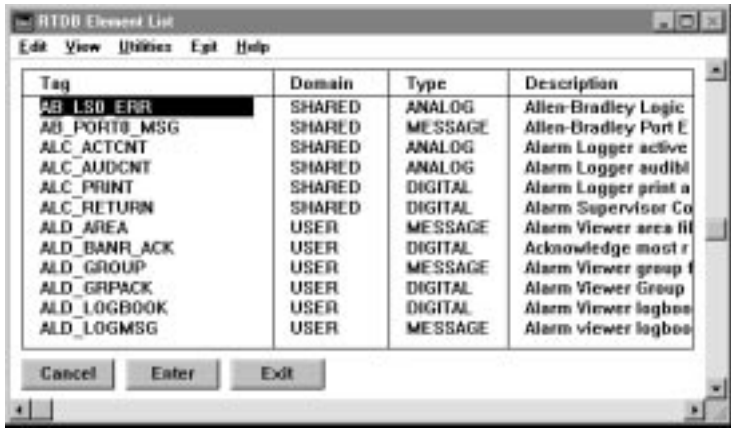 RTDB Element List
Edit View Utilities Exit Help
Tag Domain Type Description
AB_LS0_ERR SHARED ANALOG Allen-Bradley Logic
AB_PORT0_MSG SHARED MESSAGE Allen-Bradley Port E
ALC_ACTCNT SHARED ANALOG Alarm Logger active
ALC_AUDCNT SHARED ANALOG Alarm Logger audibl
ALC_PRINT SHARED DIGITAL Alarm Logger print a
ALC_RETURN SHARED DIGITAL Alarm Supervisor Co
ALD_AREA USER MESSAGE Alarm Viewer area fil
ALD_BANR_ACK USER DIGITAL Acknowledge most r
ALD_GROUP USER MESSAGE Alarm Viewer group f
ALD_GRPACK USER DIGITAL Alarm Viewer Group
ALD_LOGBOOK USER DIGITAL Alarm Viewer logboo
ALD_LOGMSG USER MESSAGE Alarm viewer logboo
Cancel Enter Exit